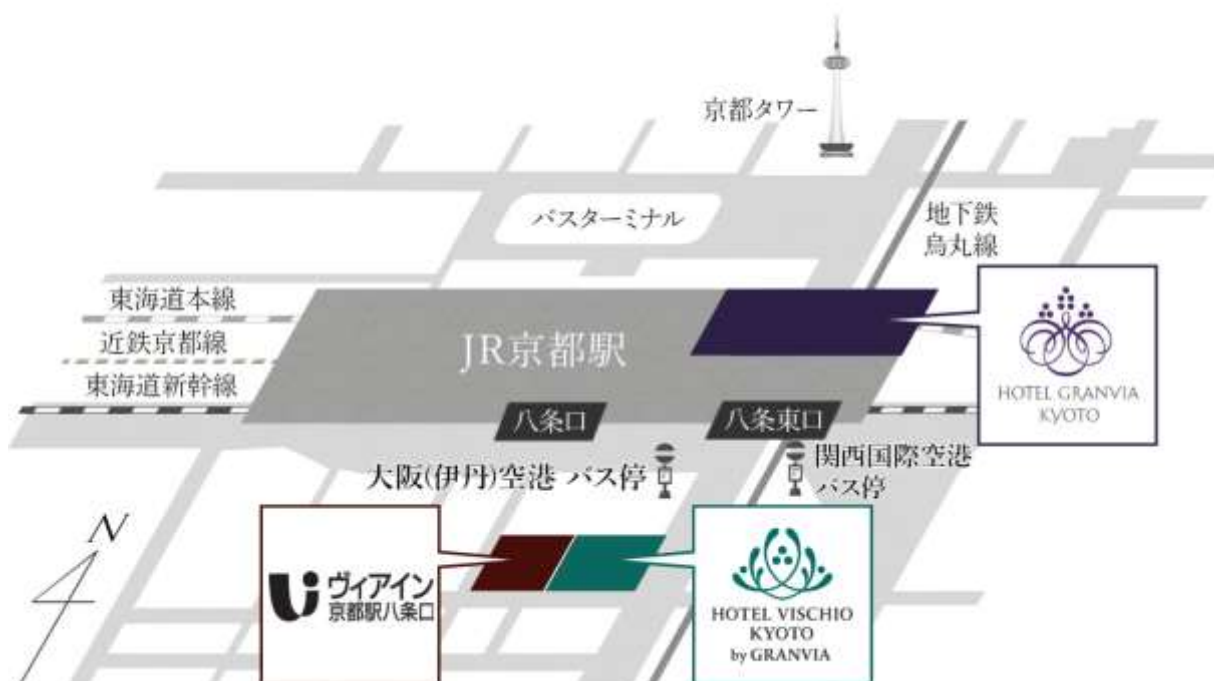 京都タワー
バスターミナル
地下鉄
烏丸線
東海道本線
近鉄京都線
東海道新幹線
JR京都駅
HOTEL GRANVIA
KYOTO
八条口
八条東口
大阪(伊丹)空港 バス停
関西国際空港
バス停
N
ヴィアイン
京都駅八条口
HOTEL VISCHIO
KYOTO
by GRANVIA